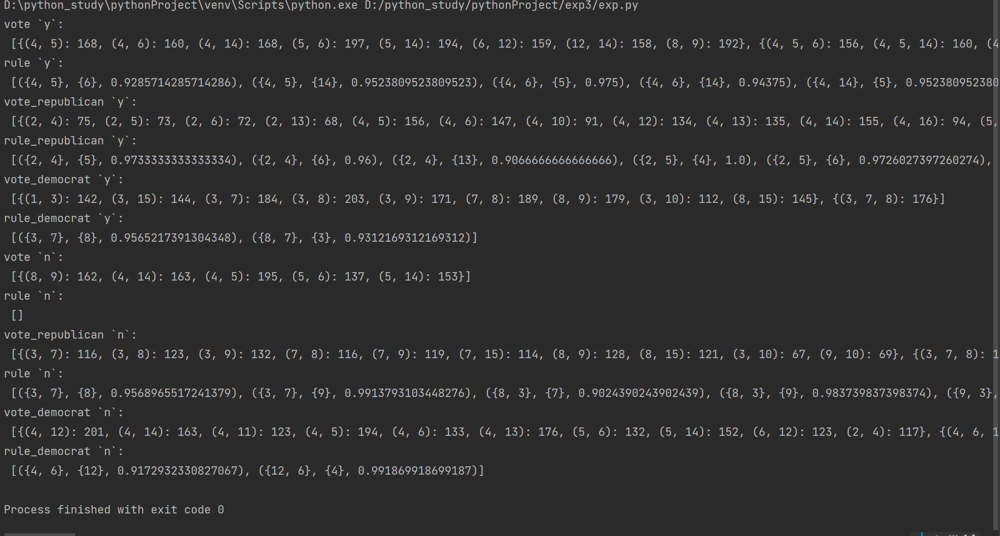 D:\python_study\pythonProject\venv\Scripts\python.exe D:/python_study/pythonProject/exp3/exp.py
vote `y`:
[{(4, 5): 168, (4, 6): 160, (4, 14): 168, (5, 6): 197, (5, 14): 194, (6, 12): 159, (12, 14): 158, (8, 9): 192}, {(4, 5, 6): 156, (4, 5, 14): 160, (4
rule `y`:
[({4, 5}, {6}, 0.9285714285714286), ({4, 5}, {14}, 0.9523809523809523), ({4, 6}, {5}, 0.975), ({4, 6}, {14}, 0.94375), ({4, 14}, {5}, 0.952380952380
vote_republican `y`:
[{(2, 4): 75, (2, 5): 73, (2, 6): 72, (2, 13): 68, (4, 5): 156, (4, 6): 147, (4, 10): 91, (4, 12): 134, (4, 13): 135, (4, 14): 155, (4, 16): 94, (5,
rule_republican `y`:
[({2, 4}, {5}, 0.9733333333333334), ({2, 4}, {6}, 0.96), ({2, 4}, {13}, 0.9066666666666666), ({2, 5}, {4}, 1.0), ({2, 5}, {6}, 0.9726027397260274),
vote_democrat `y`:
[{(1, 3): 142, (3, 15): 144, (3, 7): 184, (3, 8): 203, (3, 9): 171, (7, 8): 189, (8, 9): 179, (3, 10): 112, (8, 15): 145}, {(3, 7, 8): 176}]
rule_democrat `y`:
[({3, 7}, {8}, 0.9565217391304348), ({8, 7}, {3}, 0.9312169312169312)]
vote `n`:
[{(8, 9): 162, (4, 14): 163, (4, 5): 195, (5, 6): 137, (5, 14): 153}]
rule `n`:
[]
vote_republican `n`:
[{(3, 7): 116, (3, 8): 123, (3, 9): 132, (7, 8): 116, (7, 9): 119, (7, 15): 114, (8, 9): 128, (8, 15): 121, (3, 10): 67, (9, 10): 69}, {(3, 7, 8): 1
rule `n`:
[({3, 7}, {8}, 0.9568965517241379), ({3, 7}, {9}, 0.9913793103448276), ({8, 3}, {7}, 0.9024390243902439), ({8, 3}, {9}, 0.983739837398374), ({9, 3},
vote_democrat `n`:
[{(4, 12): 201, (4, 14): 163, (4, 11): 123, (4, 5): 194, (4, 6): 133, (4, 13): 176, (5, 6): 132, (5, 14): 152, (6, 12): 123, (2, 4): 117}, {(4, 6, 1
rule_democrat `n`:
[({4, 6}, {12}, 0.9172932330827067), ({12, 6}, {4}, 0.991869918699187)]
Process finished with exit code 0